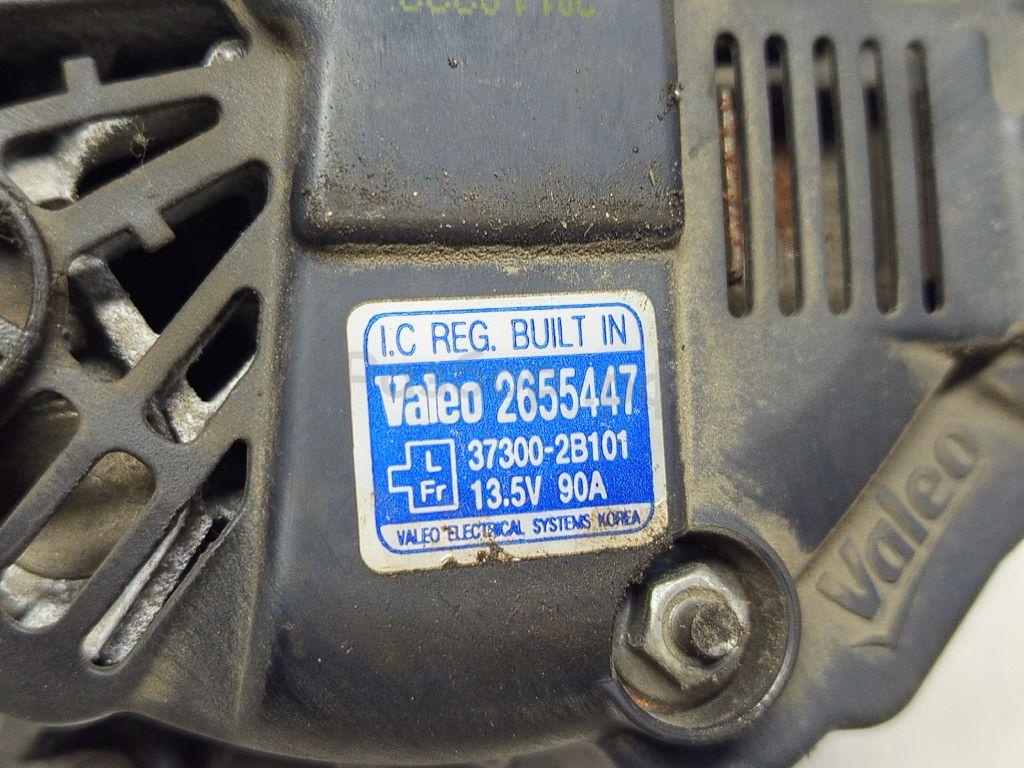 I.C REG. BUILT IN
Valeo 2655447
37300-2B101
L
Fr
13.5V 90A
VALEO ELECTRICAL SYSTEMS KOREA
Valeo